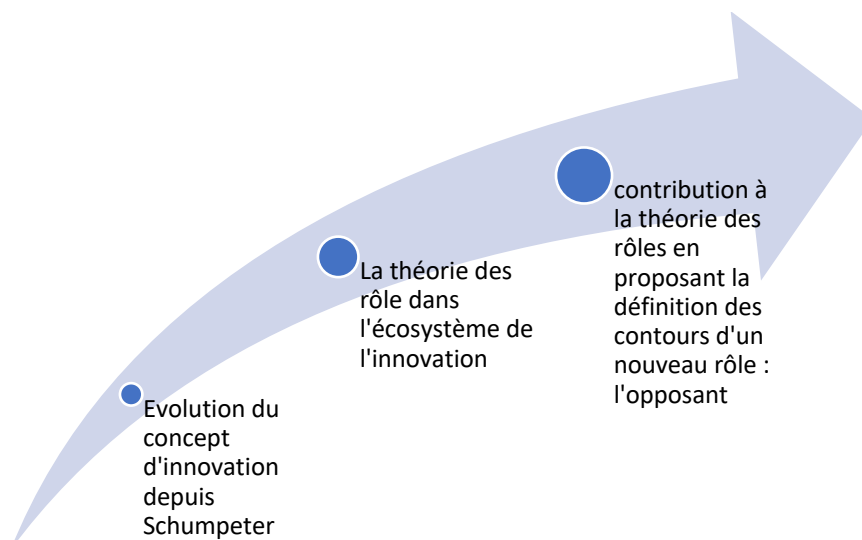 Evolution du
concept
d'innovation
depuis
Schumpeter
La théorie des
rôle dans
l'écosystème de
l'innovation
contribution à
la théorie des
rôles en
proposant la
définition des
contours d'un
nouveau rôle :
l'opposant